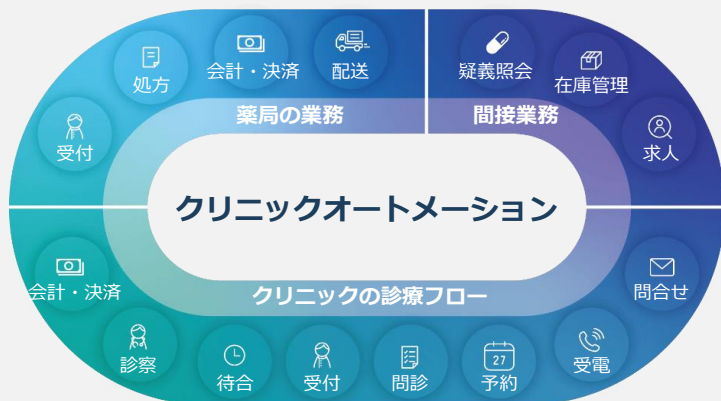 処方
会計・決済
配送
疑義照会
在庫管理
受付
薬局の業務
間接業務
求人
クリニックオートメーション
会計・決済
クリニックの診療フロー
問合せ
診察
待合
受付
問診
27
予約
受電